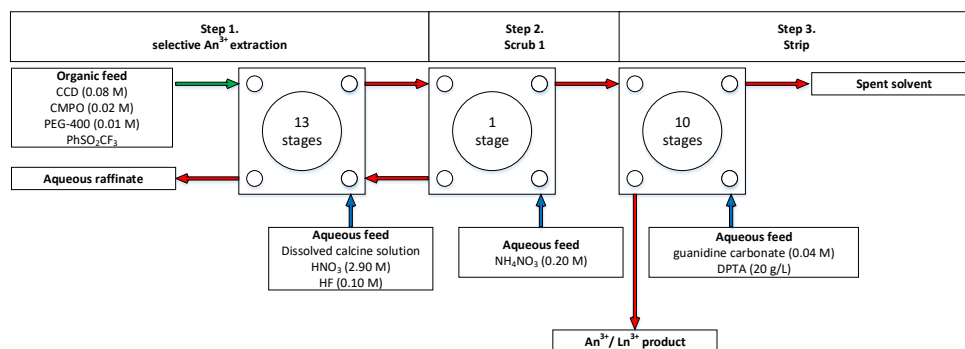 Step 1.
selective An³⁺ extraction
Step 2.
Scrub 1
Step 3.
Strip
Organic feed
CCD (0.08 M)
CMPO (0.02 M)
PEG-400 (0.01 M)
PhSO₂CF₃
13
stages
1
stage
10
stages
Spent solvent
Aqueous raffinate
Aqueous feed
Dissolved calcine solution
HNO₃ (2.90 M)
HF (0.10 M)
Aqueous feed
NH₄NO₃ (0.20 M)
Aqueous feed
guanidine carbonate (0.04 M)
DPTA (20 g/L)
An³⁺/ Ln³⁺ product